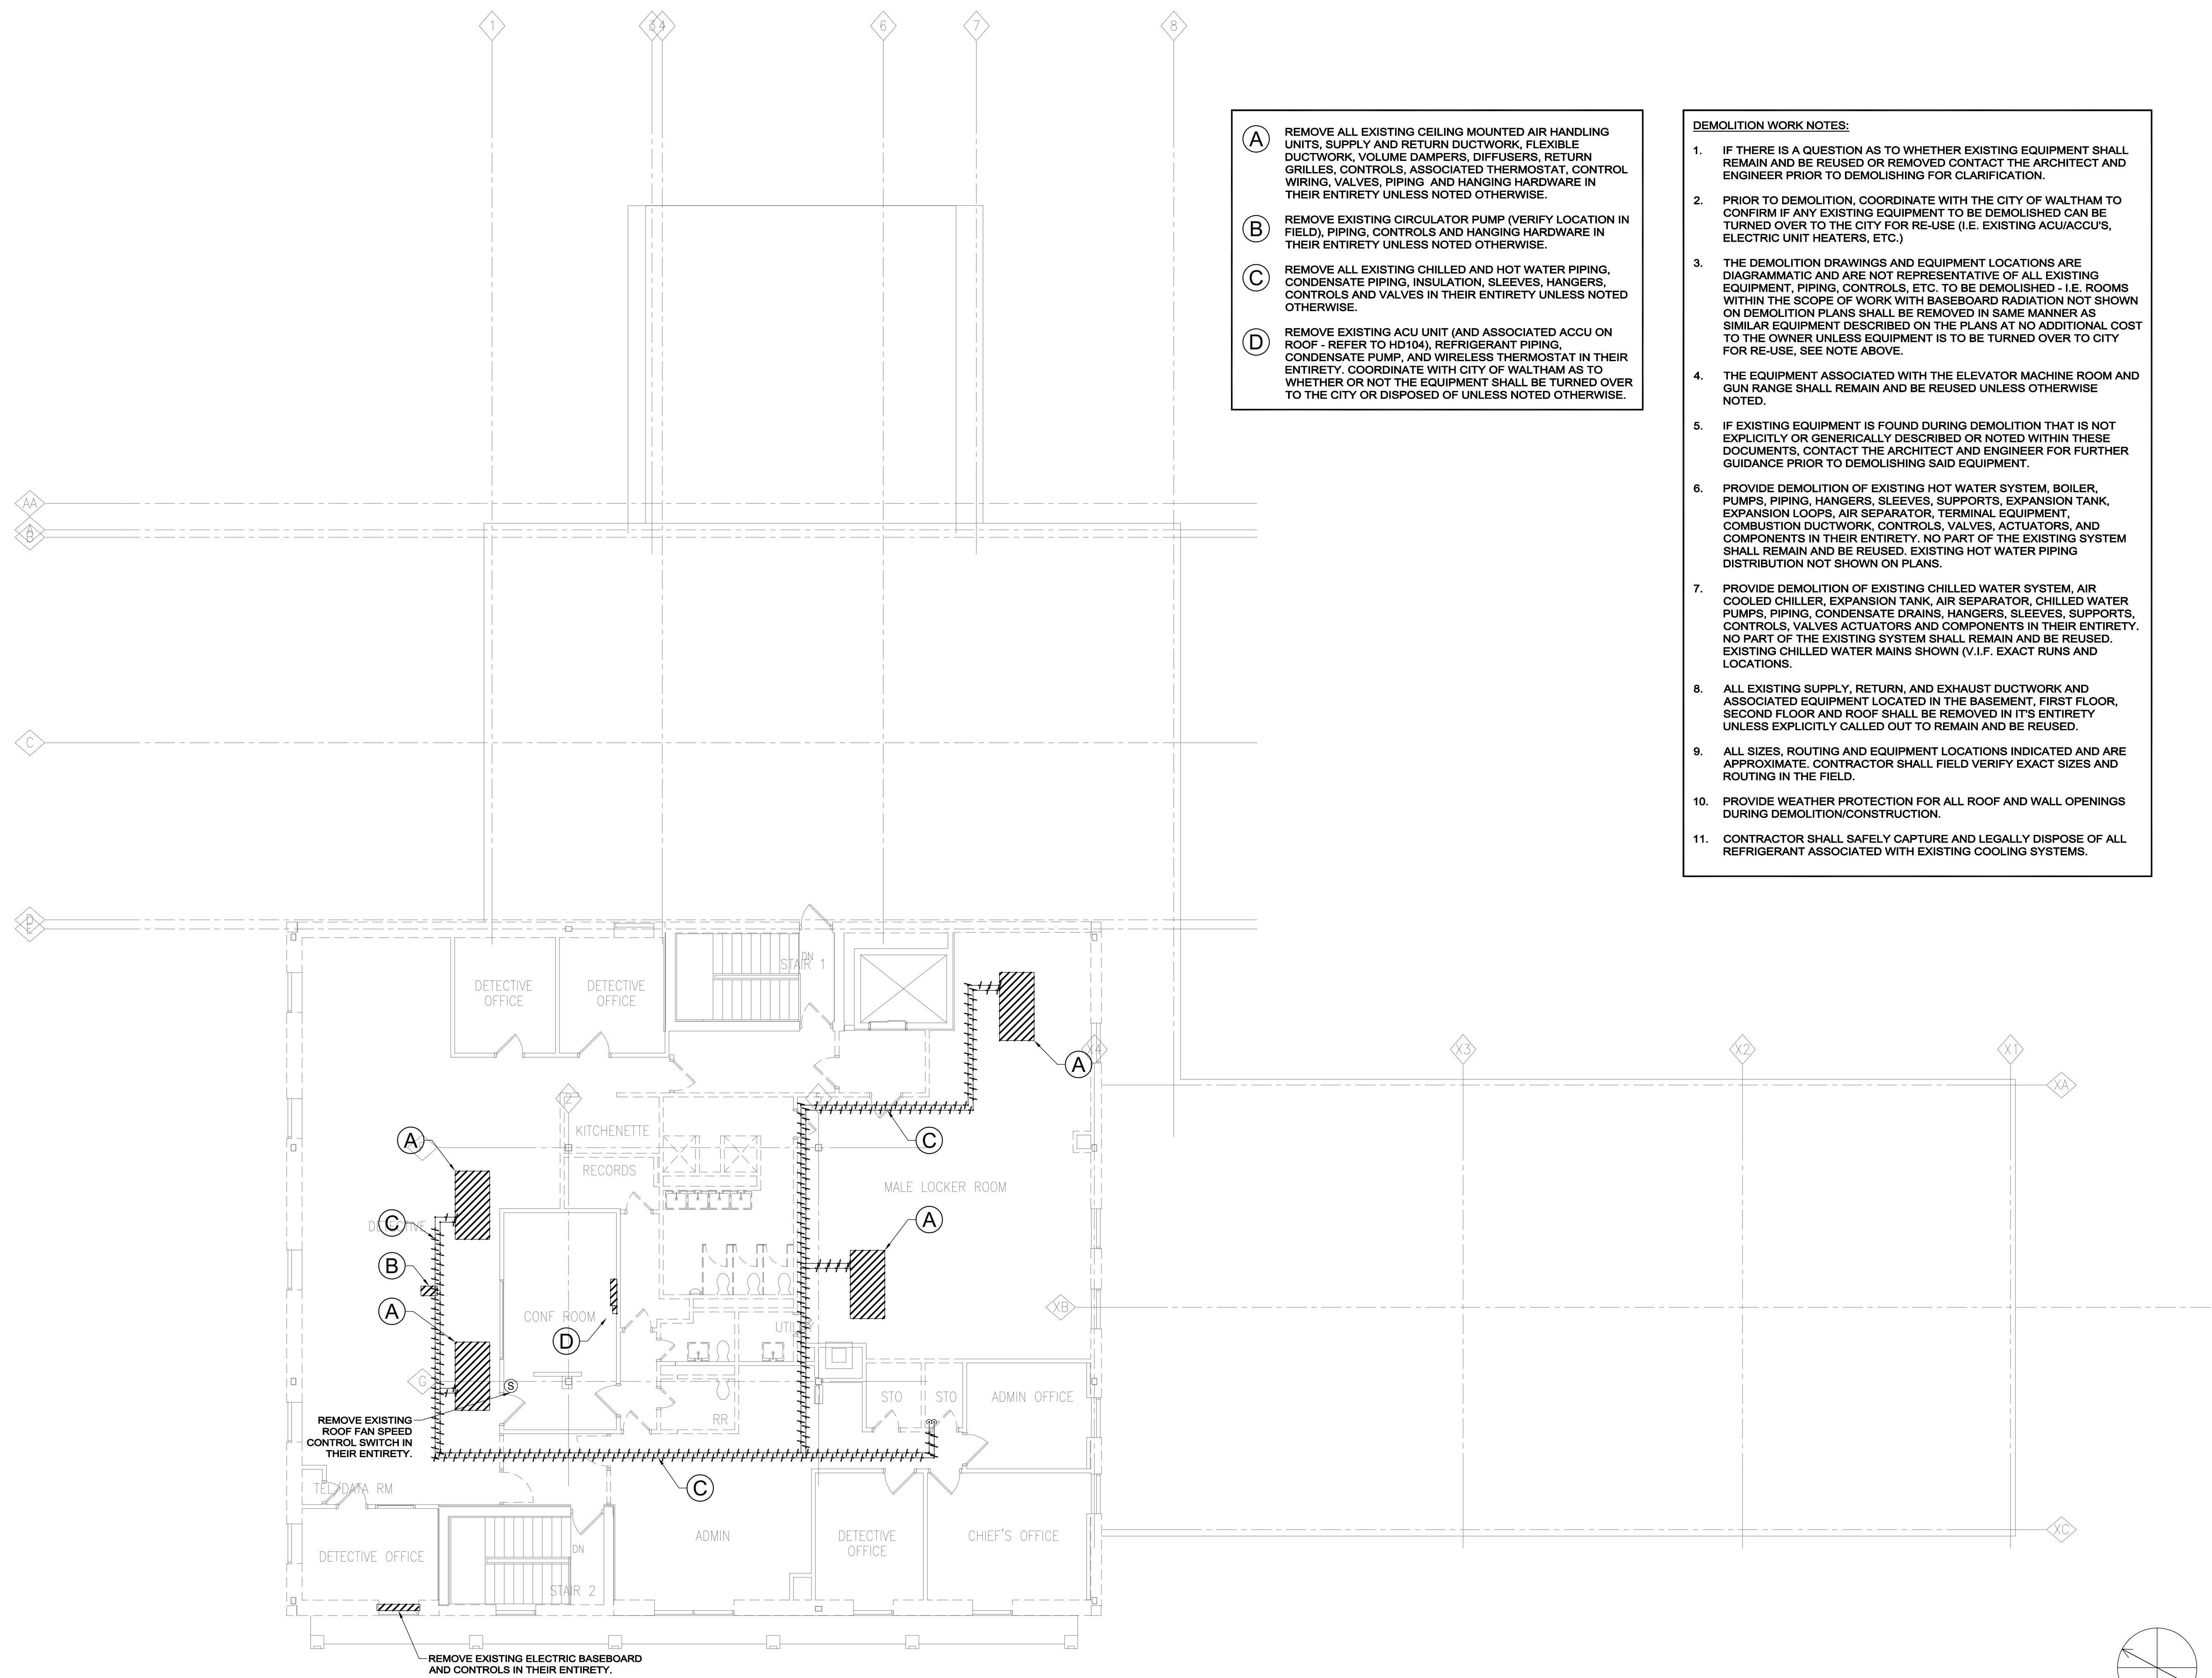 1
3
4
6
7
8
A
REMOVE ALL EXISTING CEILING MOUNTED AIR HANDLING
UNITS, SUPPLY AND RETURN DUCTWORK, FLEXIBLE
DUCTWORK, VOLUME DAMPERS, DIFFUSERS, RETURN
GRILLES, CONTROLS, ASSOCIATED THERMOSTAT, CONTROL
WIRING, VALVES, PIPING AND HANGING HARDWARE IN
THEIR ENTIRETY UNLESS NOTED OTHERWISE.
B
REMOVE EXISTING CIRCULATOR PUMP (VERIFY LOCATION IN
FIELD), PIPING, CONTROLS AND HANGING HARDWARE IN
THEIR ENTIRETY UNLESS NOTED OTHERWISE.
C
REMOVE ALL EXISTING CHILLED AND HOT WATER PIPING,
CONDENSATE PIPING, INSULATION, SLEEVES, HANGERS,
CONTROLS AND VALVES IN THEIR ENTIRETY UNLESS NOTED
OTHERWISE.
D
REMOVE EXISTING ACU UNIT (AND ASSOCIATED ACCU ON
ROOF - REFER TO HD104), REFRIGERANT PIPING,
CONDENSATE PUMP, AND WIRELESS THERMOSTAT IN THEIR
ENTIRETY. COORDINATE WITH CITY OF WALTHAM AS TO
WHETHER OR NOT THE EQUIPMENT SHALL BE TURNED OVER
TO THE CITY OR DISPOSED OF UNLESS NOTED OTHERWISE.
DEMOLITION WORK NOTES:
1. IF THERE IS A QUESTION AS TO WHETHER EXISTING EQUIPMENT SHALL
REMAIN AND BE REUSED OR REMOVED CONTACT THE ARCHITECT AND
ENGINEER PRIOR TO DEMOLISHING FOR CLARIFICATION.
2. PRIOR TO DEMOLITION, COORDINATE WITH THE CITY OF WALTHAM TO
CONFIRM IF ANY EXISTING EQUIPMENT TO BE DEMOLISHED CAN BE
TURNED OVER TO THE CITY FOR RE-USE (I.E. EXISTING ACU/ACCU'S,
ELECTRIC UNIT HEATERS, ETC.)
3. THE DEMOLITION DRAWINGS AND EQUIPMENT LOCATIONS ARE
DIAGRAMMATIC AND ARE NOT REPRESENTATIVE OF ALL EXISTING
EQUIPMENT, PIPING, CONTROLS, ETC. TO BE DEMOLISHED - I.E. ROOMS
WITHIN THE SCOPE OF WORK WITH BASEBOARD RADIATION NOT SHOWN
ON DEMOLITION PLANS SHALL BE REMOVED IN SAME MANNER AS
SIMILAR EQUIPMENT DESCRIBED ON THE PLANS AT NO ADDITIONAL COST
TO THE OWNER UNLESS EQUIPMENT IS TO BE TURNED OVER TO CITY
FOR RE-USE, SEE NOTE ABOVE.
4. THE EQUIPMENT ASSOCIATED WITH THE ELEVATOR MACHINE ROOM AND
GUN RANGE SHALL REMAIN AND BE REUSED UNLESS OTHERWISE
NOTED.
5. IF EXISTING EQUIPMENT IS FOUND DURING DEMOLITION THAT IS NOT
EXPLICITLY OR GENERICALLY DESCRIBED OR NOTED WITHIN THESE
DOCUMENTS, CONTACT THE ARCHITECT AND ENGINEER FOR FURTHER
GUIDANCE PRIOR TO DEMOLISHING SAID EQUIPMENT.
6. PROVIDE DEMOLITION OF EXISTING HOT WATER SYSTEM, BOILER,
PUMPS, PIPING, HANGERS, SLEEVES, SUPPORTS, EXPANSION TANK,
EXPANSION LOOPS, AIR SEPARATOR, TERMINAL EQUIPMENT,
COMBUSTION DUCTWORK, CONTROLS, VALVES, ACTUATORS, AND
COMPONENTS IN THEIR ENTIRETY. NO PART OF THE EXISTING SYSTEM
SHALL REMAIN AND BE REUSED. EXISTING HOT WATER PIPING
DISTRIBUTION NOT SHOWN ON PLANS.
7. PROVIDE DEMOLITION OF EXISTING CHILLED WATER SYSTEM, AIR
COOLED CHILLER, EXPANSION TANK, AIR SEPARATOR, CHILLED WATER
PUMPS, PIPING, CONDENSATE DRAINS, HANGERS, SLEEVES, SUPPORTS,
CONTROLS, VALVES ACTUATORS AND COMPONENTS IN THEIR ENTIRETY.
NO PART OF THE EXISTING SYSTEM SHALL REMAIN AND BE REUSED.
EXISTING CHILLED WATER MAINS SHOWN (V.I.F. EXACT RUNS AND
LOCATIONS.
8. ALL EXISTING SUPPLY, RETURN, AND EXHAUST DUCTWORK AND
ASSOCIATED EQUIPMENT LOCATED IN THE BASEMENT, FIRST FLOOR,
SECOND FLOOR AND ROOF SHALL BE REMOVED IN IT'S ENTIRETY
UNLESS EXPLICITLY CALLED OUT TO REMAIN AND BE REUSED.
9. ALL SIZES, ROUTING AND EQUIPMENT LOCATIONS INDICATED AND ARE
APPROXIMATE. CONTRACTOR SHALL FIELD VERIFY EXACT SIZES AND
ROUTING IN THE FIELD.
10. PROVIDE WEATHER PROTECTION FOR ALL ROOF AND WALL OPENINGS
DURING DEMOLITION/CONSTRUCTION.
11. CONTRACTOR SHALL SAFELY CAPTURE AND LEGALLY DISPOSE OF ALL
REFRIGERANT ASSOCIATED WITH EXISTING COOLING SYSTEMS.
AA
A
B
C
D
E
DN
STAIR 1
DETECTIVE
OFFICE
DETECTIVE
OFFICE
A
X4
X3
X2
X1
XA
2
KITCHENETTE
A
C
RECORDS
MALE LOCKER ROOM
A
C
DETECTIVE
B
A
CONF ROOM
D
UTILITY
XB
G
S
STO
STO
ADMIN OFFICE
RR
REMOVE EXISTING
ROOF FAN SPEED
CONTROL SWITCH IN
THEIR ENTIRETY.
TEL/DATA RM
C
ADMIN
DETECTIVE
OFFICE
CHIEF'S OFFICE
XC
DETECTIVE OFFICE
DN
STAIR 2
REMOVE EXISTING ELECTRIC BASEBOARD
AND CONTROLS IN THEIR ENTIRETY.